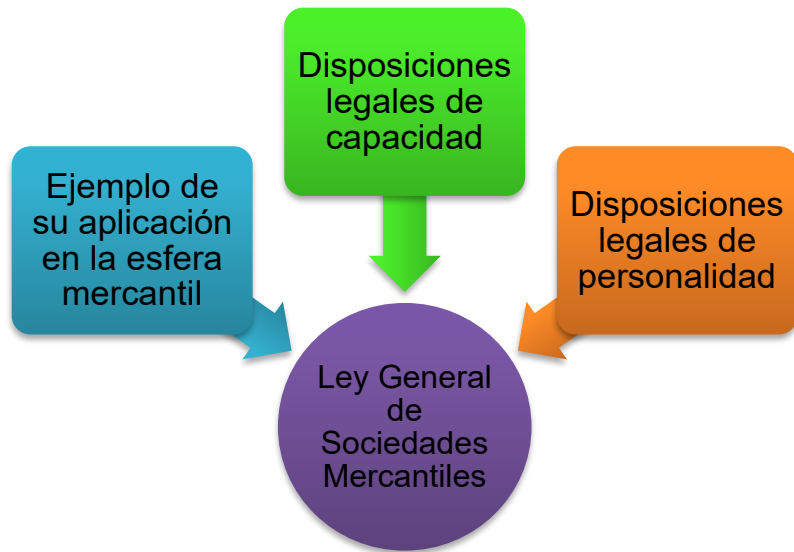 Disposiciones
legales de
capacidad
Ejemplo de
su aplicación
en la esfera
mercantil
Disposiciones
legales de
personalidad
Ley General
de
Sociedades
Mercantiles